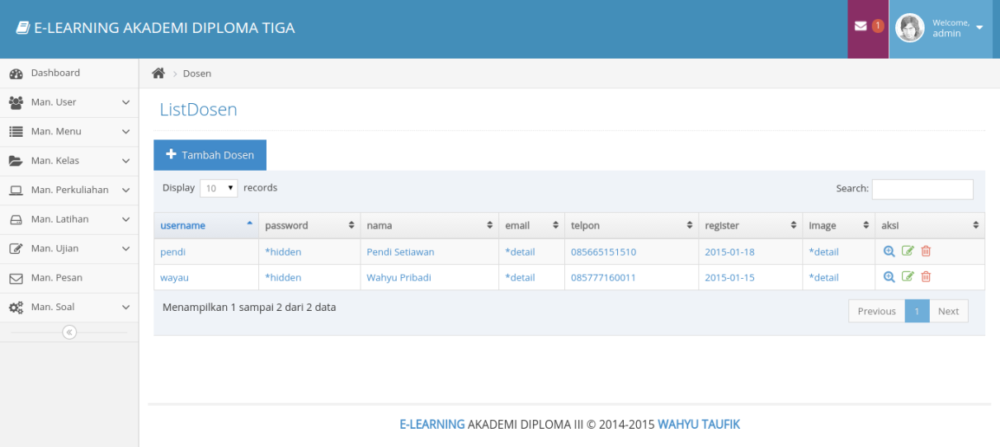 E-LEARNING AKADEMI DIPLOMA TIGA
1
Welcome,
admin
Dashboard
Man. User
Man. Menu
Man. Kelas
Man. Perkuliahan
Man. Latihan
Man. Ujian
Man. Pesan
Man. Soal
Dosen
ListDosen
Tambah Dosen
Display 10 records
Search:
username password nama email telpon register image aksi
pendi *hidden Pendi Setiawan *detail 085665151510 2015-01-18 *detail
wayau *hidden Wahyu Pribadi *detail 085777160011 2015-01-15 *detail
Menampilkan 1 sampai 2 dari 2 data
Previous 1 Next
E-LEARNING AKADEMI DIPLOMA III © 2014-2015 WAHYU TAUFIK